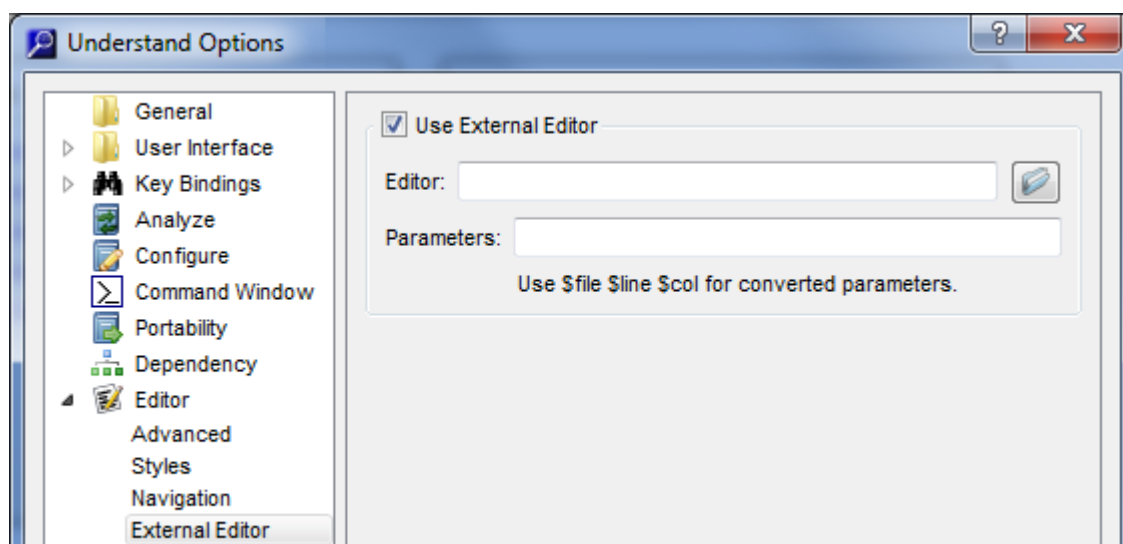 Understand Options
General
User Interface
Key Bindings
Analyze
Configure
Command Window
Portability
Dependency
Editor
Advanced
Styles
Navigation
External Editor
Use External Editor
Editor:
Parameters:
Use $file $line $col for converted parameters.